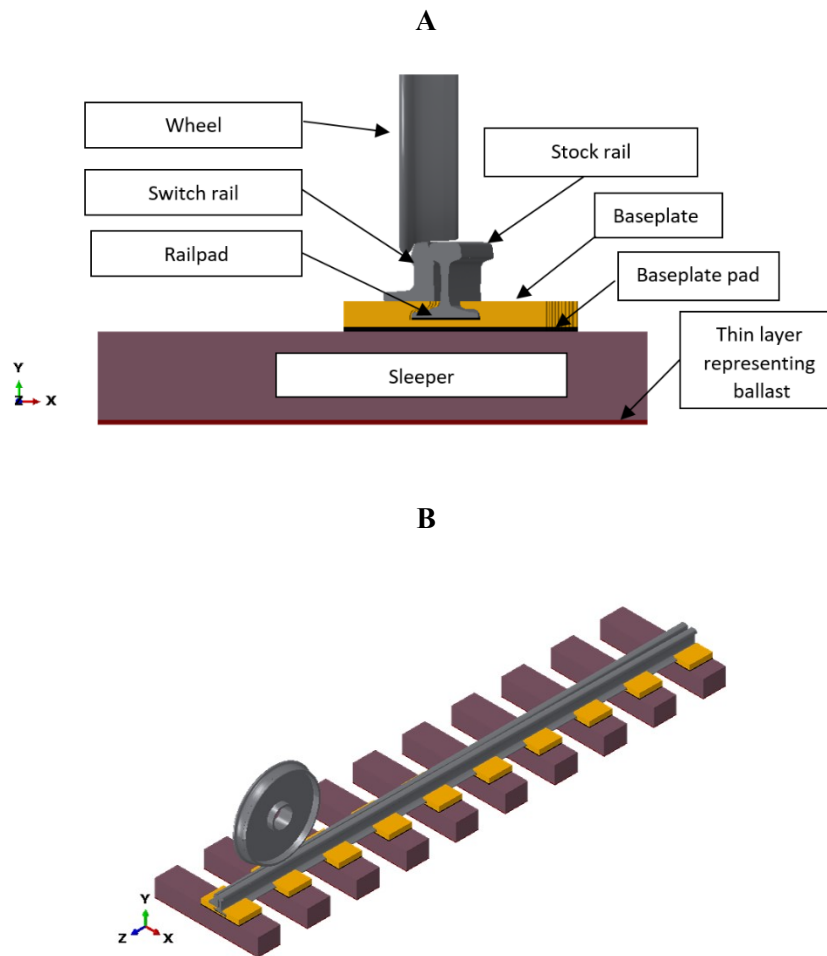 A
Wheel
Stock rail
Switch rail
Baseplate
Railpad
Baseplate pad
Thin layer
representing
ballast
Sleeper
Y
Z
X
B
Y
Z
X